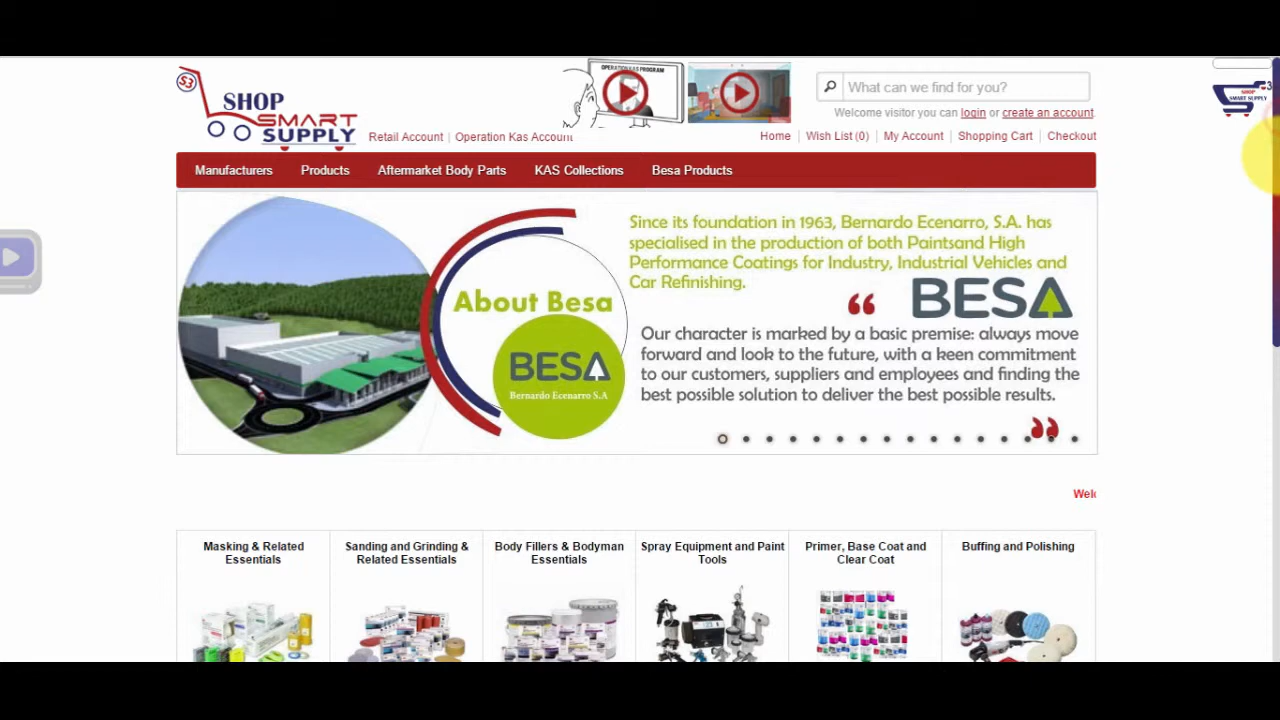 S3
SHOP
SMART
SUPPLY
Retail Account
Operation Kas Account
OPERATION KAS PROGRAM
What can we find for you?
Welcome visitor you can login or create an account.
Home
Wish List (0)
My Account
Shopping Cart
Checkout
SHOP
SMART SUPPLY
Manufacturers
Products
Aftermarket Body Parts
KAS Collections
Besa Products
About Besa
BESA
Bernardo Ecenarro S.A
Since its foundation in 1963, Bernardo Ecenarro, S.A. has
specialised in the production of both Paintsand High
Performance Coatings for Industry, Industrial Vehicles and
Car Refinishing.
BESA
“
Our character is marked by a basic premise: always move
forward and look to the future, with a keen commitment
to our customers, suppliers and employees and finding the
best possible solution to deliver the best possible results.
”
Masking & Related
Essentials
Sanding and Grinding &
Related Essentials
Body Fillers & Bodyman
Essentials
Spray Equipment and Paint
Tools
Primer, Base Coat and
Clear Coat
Buffing and Polishing